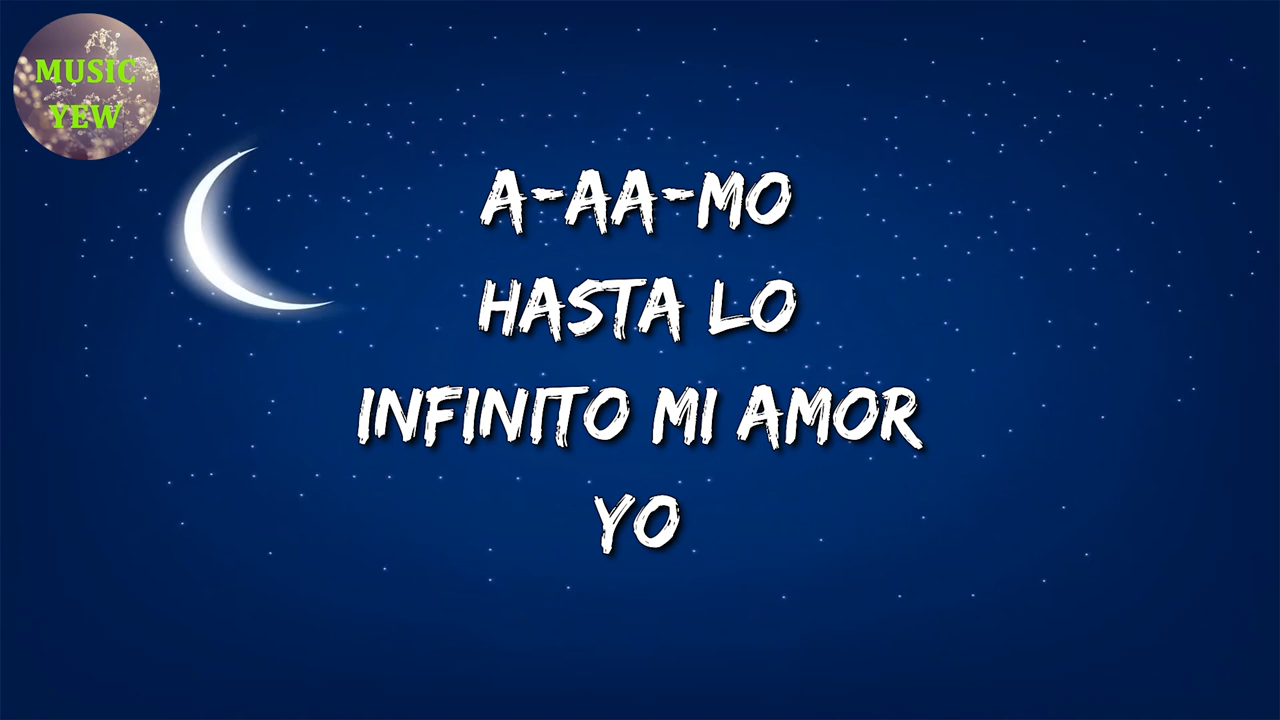 MUSIC
YEW
A-AA-MO
HASTA LO
INFINITO MI AMOR
YO